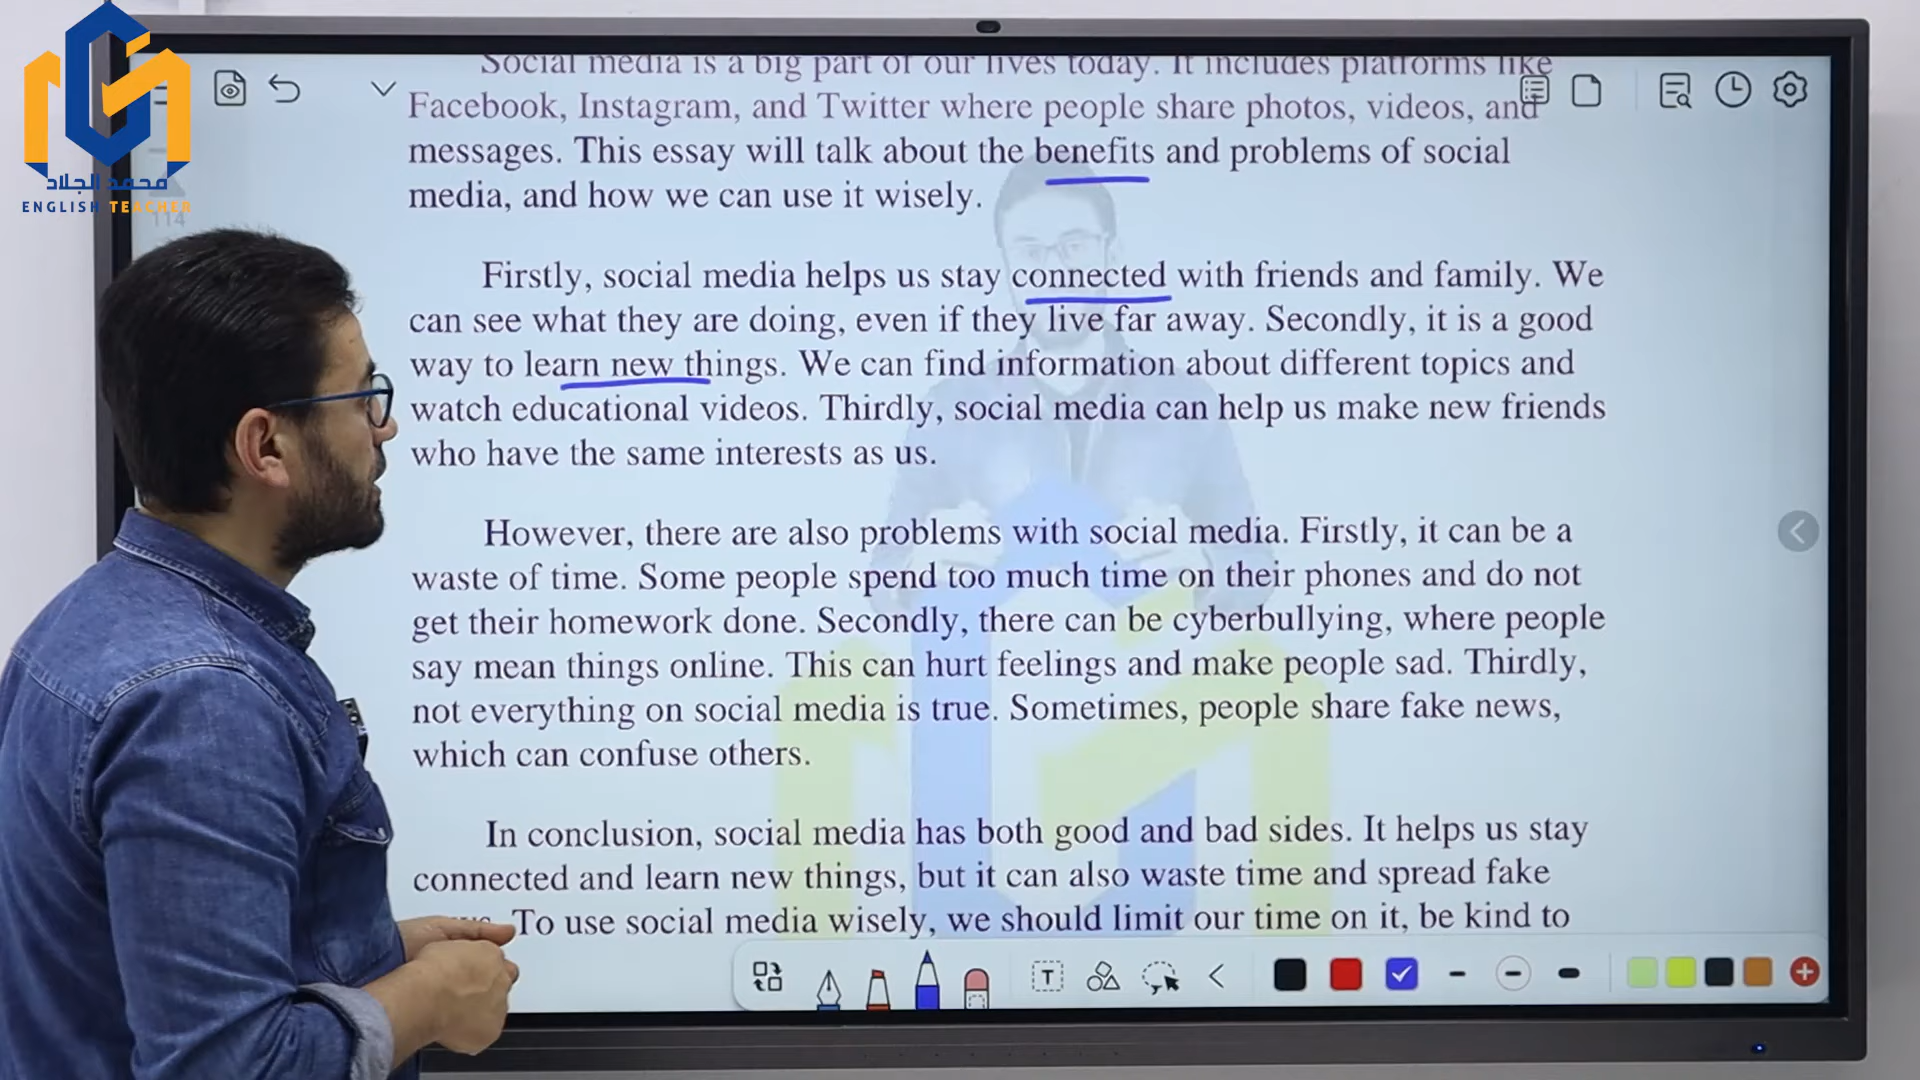 محمد الجلاد
ENGLISH TEACHER
114
Social media is a big part of our lives today. It includes platforms like
Facebook, Instagram, and Twitter where people share photos, videos, and
messages. This essay will talk about the benefits and problems of social
media, and how we can use it wisely.
Firstly, social media helps us stay connected with friends and family. We
can see what they are doing, even if they live far away. Secondly, it is a good
way to learn new things. We can find information about different topics and
watch educational videos. Thirdly, social media can help us make new friends
who have the same interests as us.
However, there are also problems with social media. Firstly, it can be a
waste of time. Some people spend too much time on their phones and do not
get their homework done. Secondly, there can be cyberbullying, where people
say mean things online. This can hurt feelings and make people sad. Thirdly,
not everything on social media is true. Sometimes, people share fake news,
which can confuse others.
In conclusion, social media has both good and bad sides. It helps us stay
connected and learn new things, but it can also waste time and spread fake
To use social media wisely, we should limit our time on it, be kind to
T